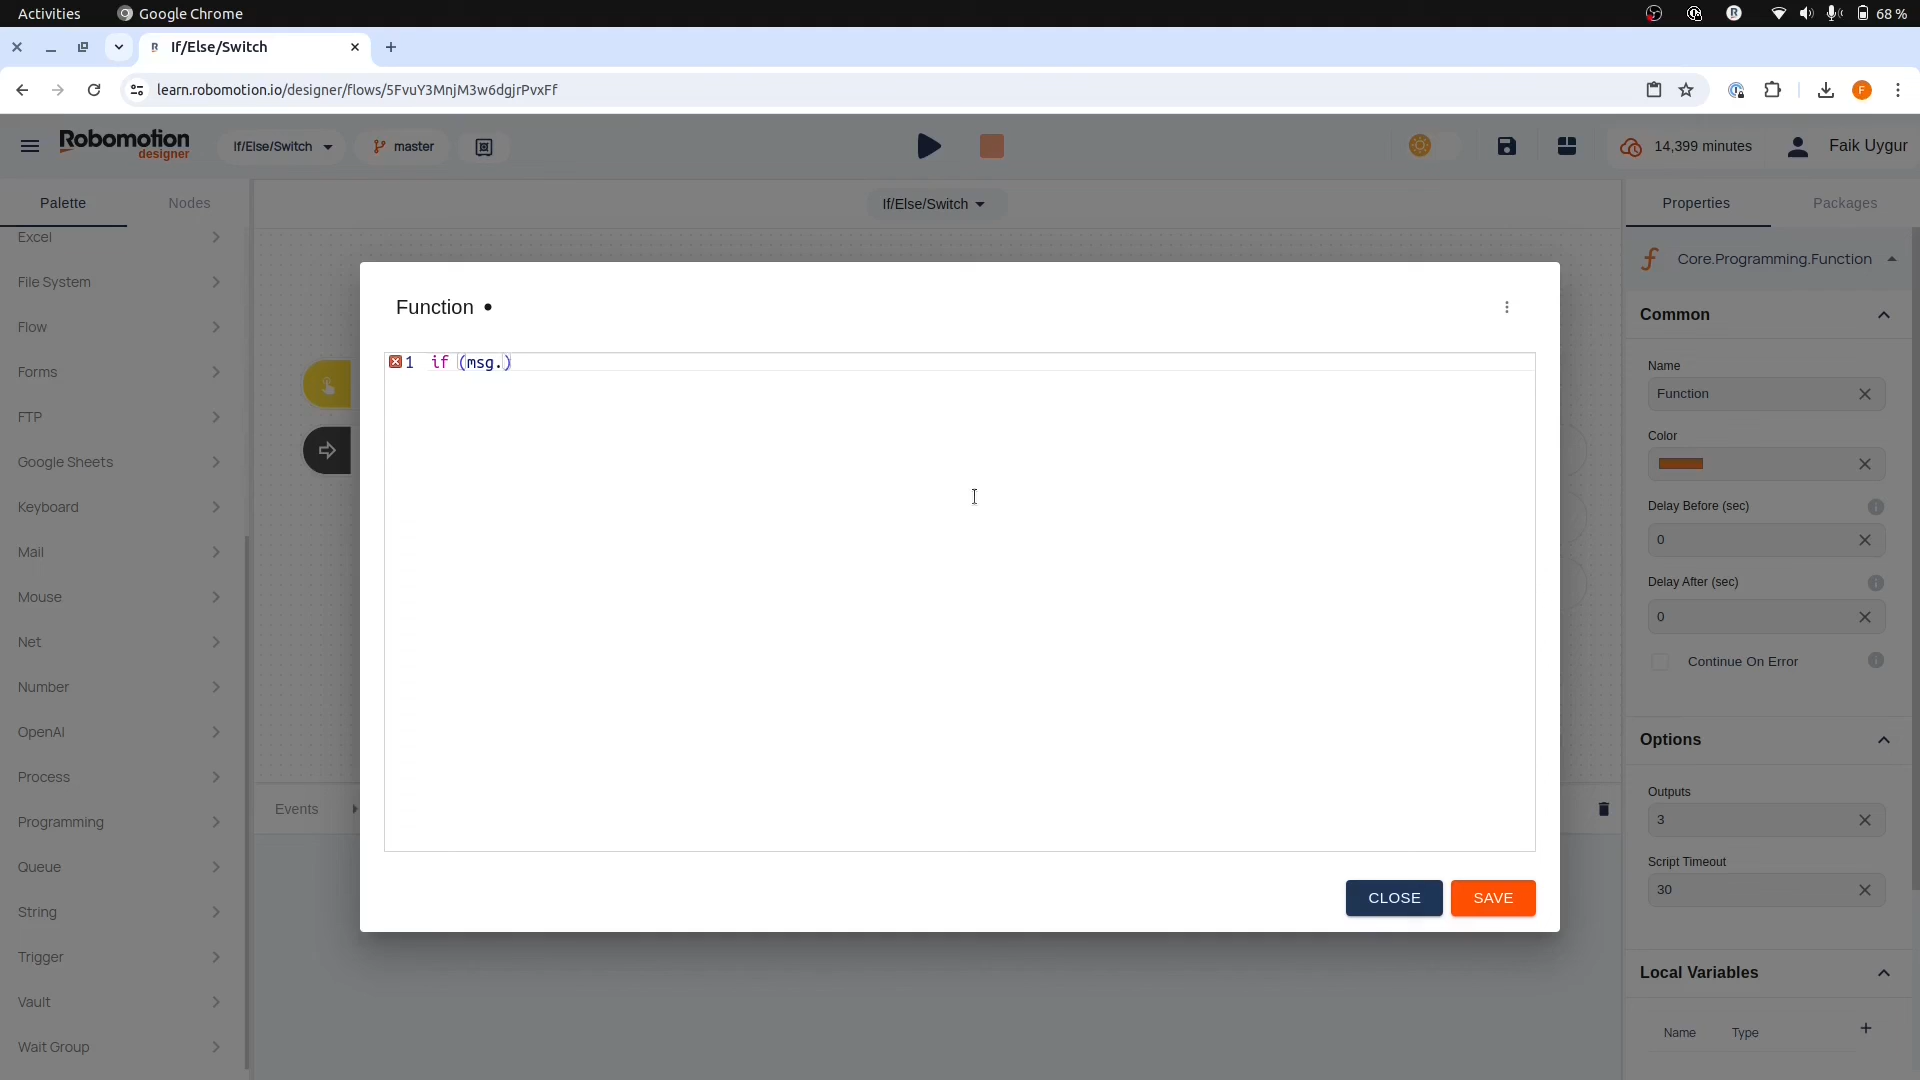 Activities
Google Chrome
68 %
If/Else/Switch
learn.robomotion.io/designer/flows/5FvuY3MnjM3w6dgjrPvxFf
F
Robomotion
designer
If/Else/Switch
master
14,399 minutes
Faik Uygur
Palette
Nodes
If/Else/Switch
Properties
Packages
Excel
File System
Flow
Forms
FTP
Google Sheets
Keyboard
Mail
Mouse
Net
Number
OpenAI
Process
Programming
Queue
String
Trigger
Vault
Wait Group
Events
Function •
1 if (msg.)
CLOSE
SAVE
Core.Programming.Function
Common
Name
Function
Color
Delay Before (sec)
0
Delay After (sec)
0
Continue On Error
Options
Outputs
3
Script Timeout
30
Local Variables
Name
Type
+